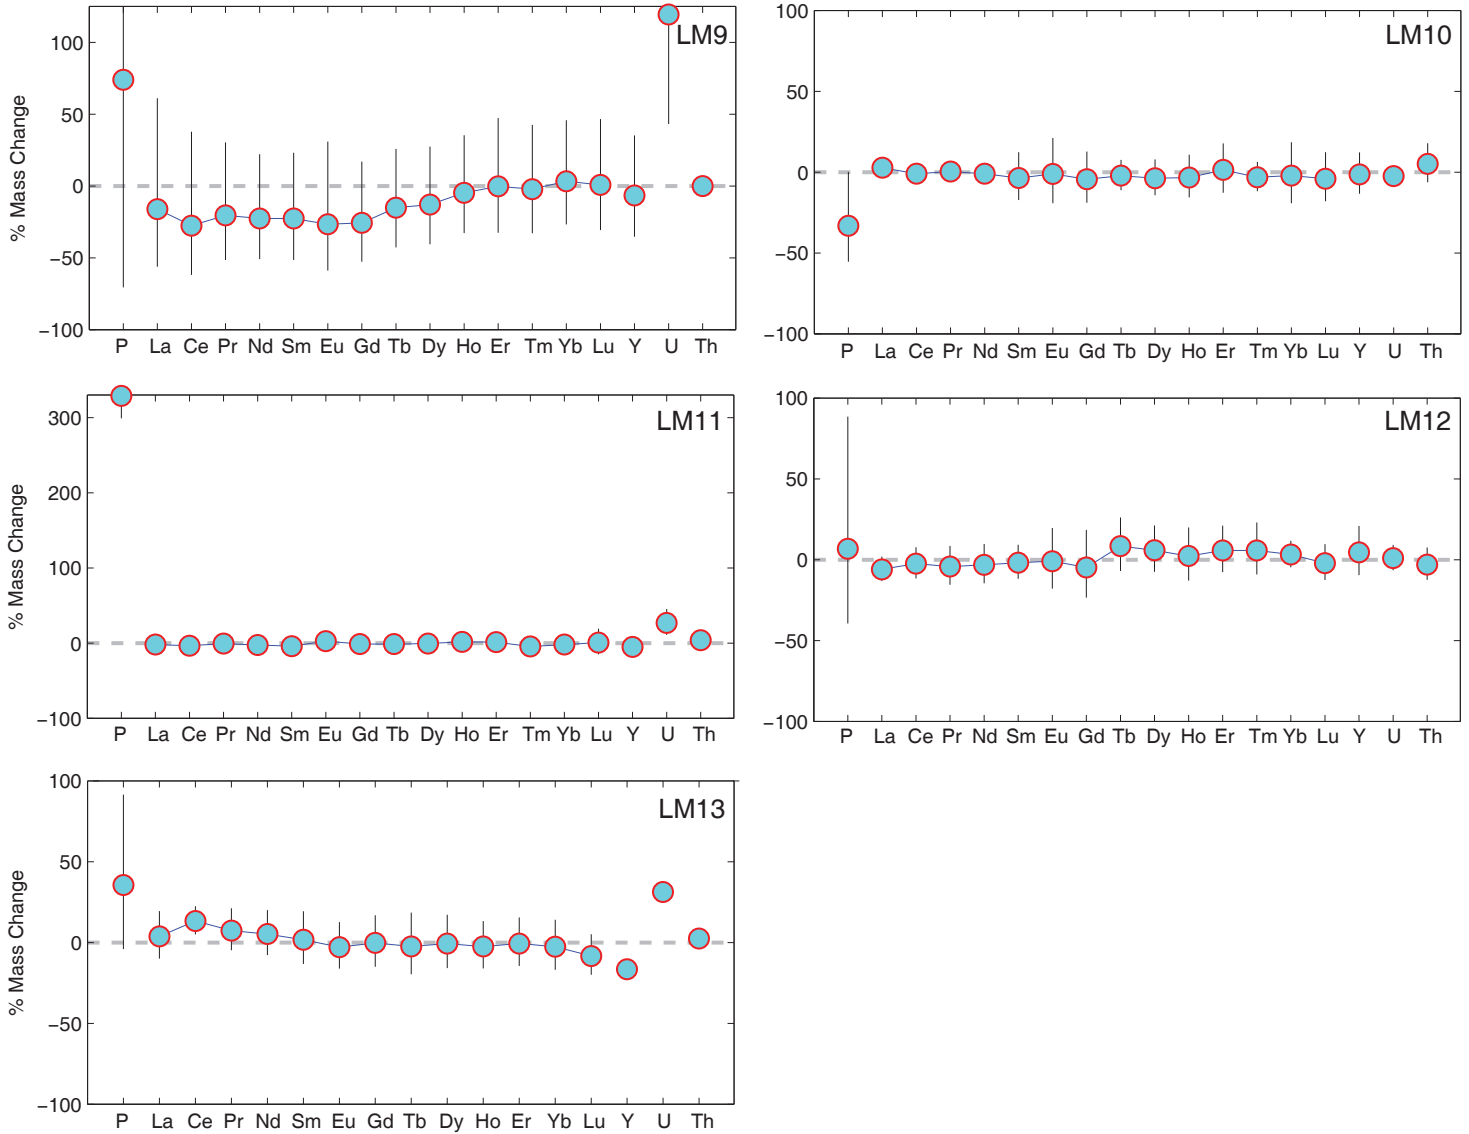 LM9
% Mass Change
100
50
0
−50
−100
P La Ce Pr Nd Sm Eu Gd Tb Dy Ho Er Tm Yb Lu Y U Th
LM10
100
50
0
−50
−100
P La Ce Pr Nd Sm Eu Gd Tb Dy Ho Er Tm Yb Lu Y U Th
LM11
% Mass Change
300
200
100
0
−100
P La Ce Pr Nd Sm Eu Gd Tb Dy Ho Er Tm Yb Lu Y U Th
LM12
100
50
0
−50
−100
P La Ce Pr Nd Sm Eu Gd Tb Dy Ho Er Tm Yb Lu Y U Th
LM13
% Mass Change
100
50
0
−50
−100
P La Ce Pr Nd Sm Eu Gd Tb Dy Ho Er Yb Lu Y U Th